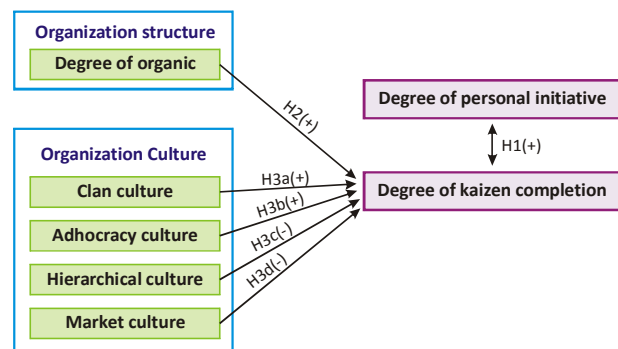 Organization structure
Degree of organic
H2(+)
Degree of personal initiative
H1(+)
Organization Culture
Degree of kaizen completion
Clan culture
H3a(+)
Adhocracy culture
H3b(+)
Hierarchical culture
H3c(-)
Market culture
H3d(-)